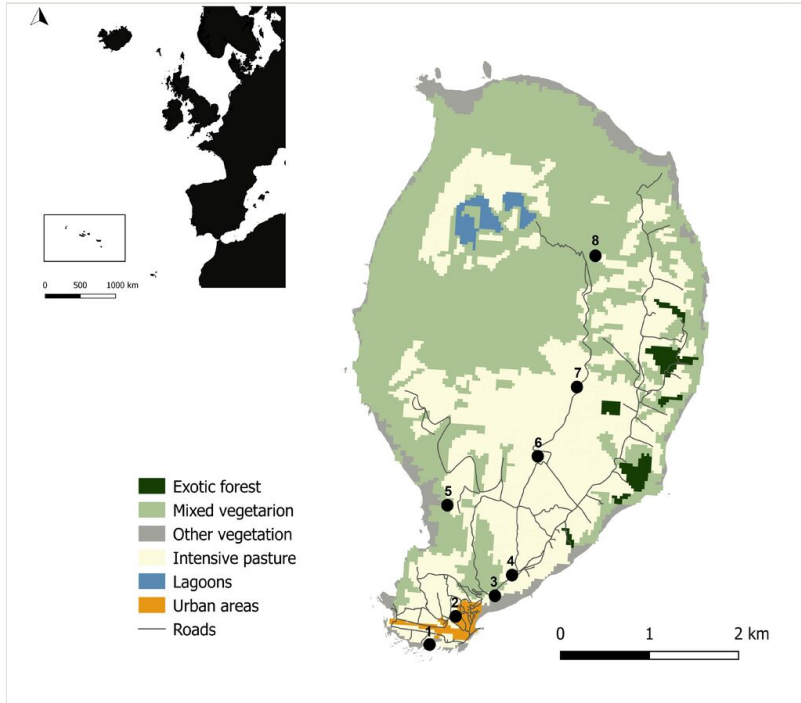 0 500 1000 km
8
7
6
5
4
3
2
1
Exotic forest
Mixed vegetarion
Other vegetation
Intensive pasture
Lagoons
Urban areas
Roads
0 1 2 km